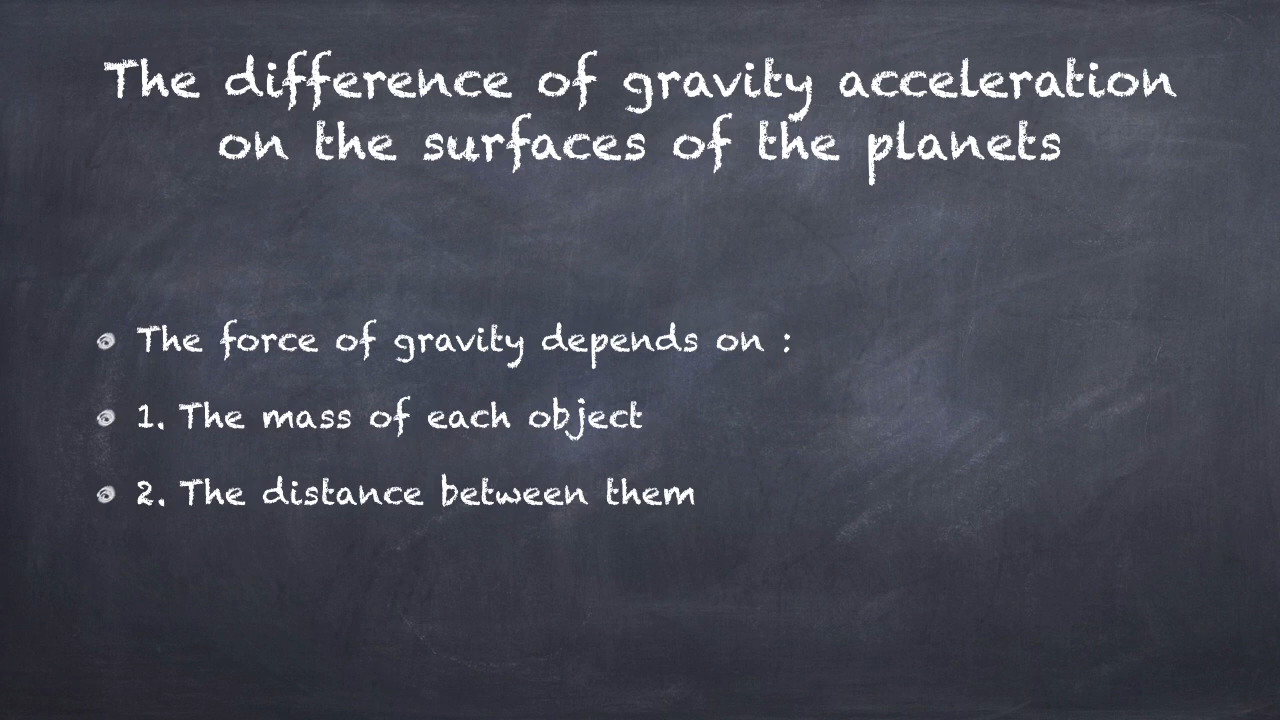 The difference of gravity acceleration
on the surfaces of the planets
The force of gravity depends on :
1. The mass of each object
2. The distance between them